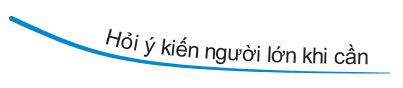 Hỏi ý kiến người lớn khi cần